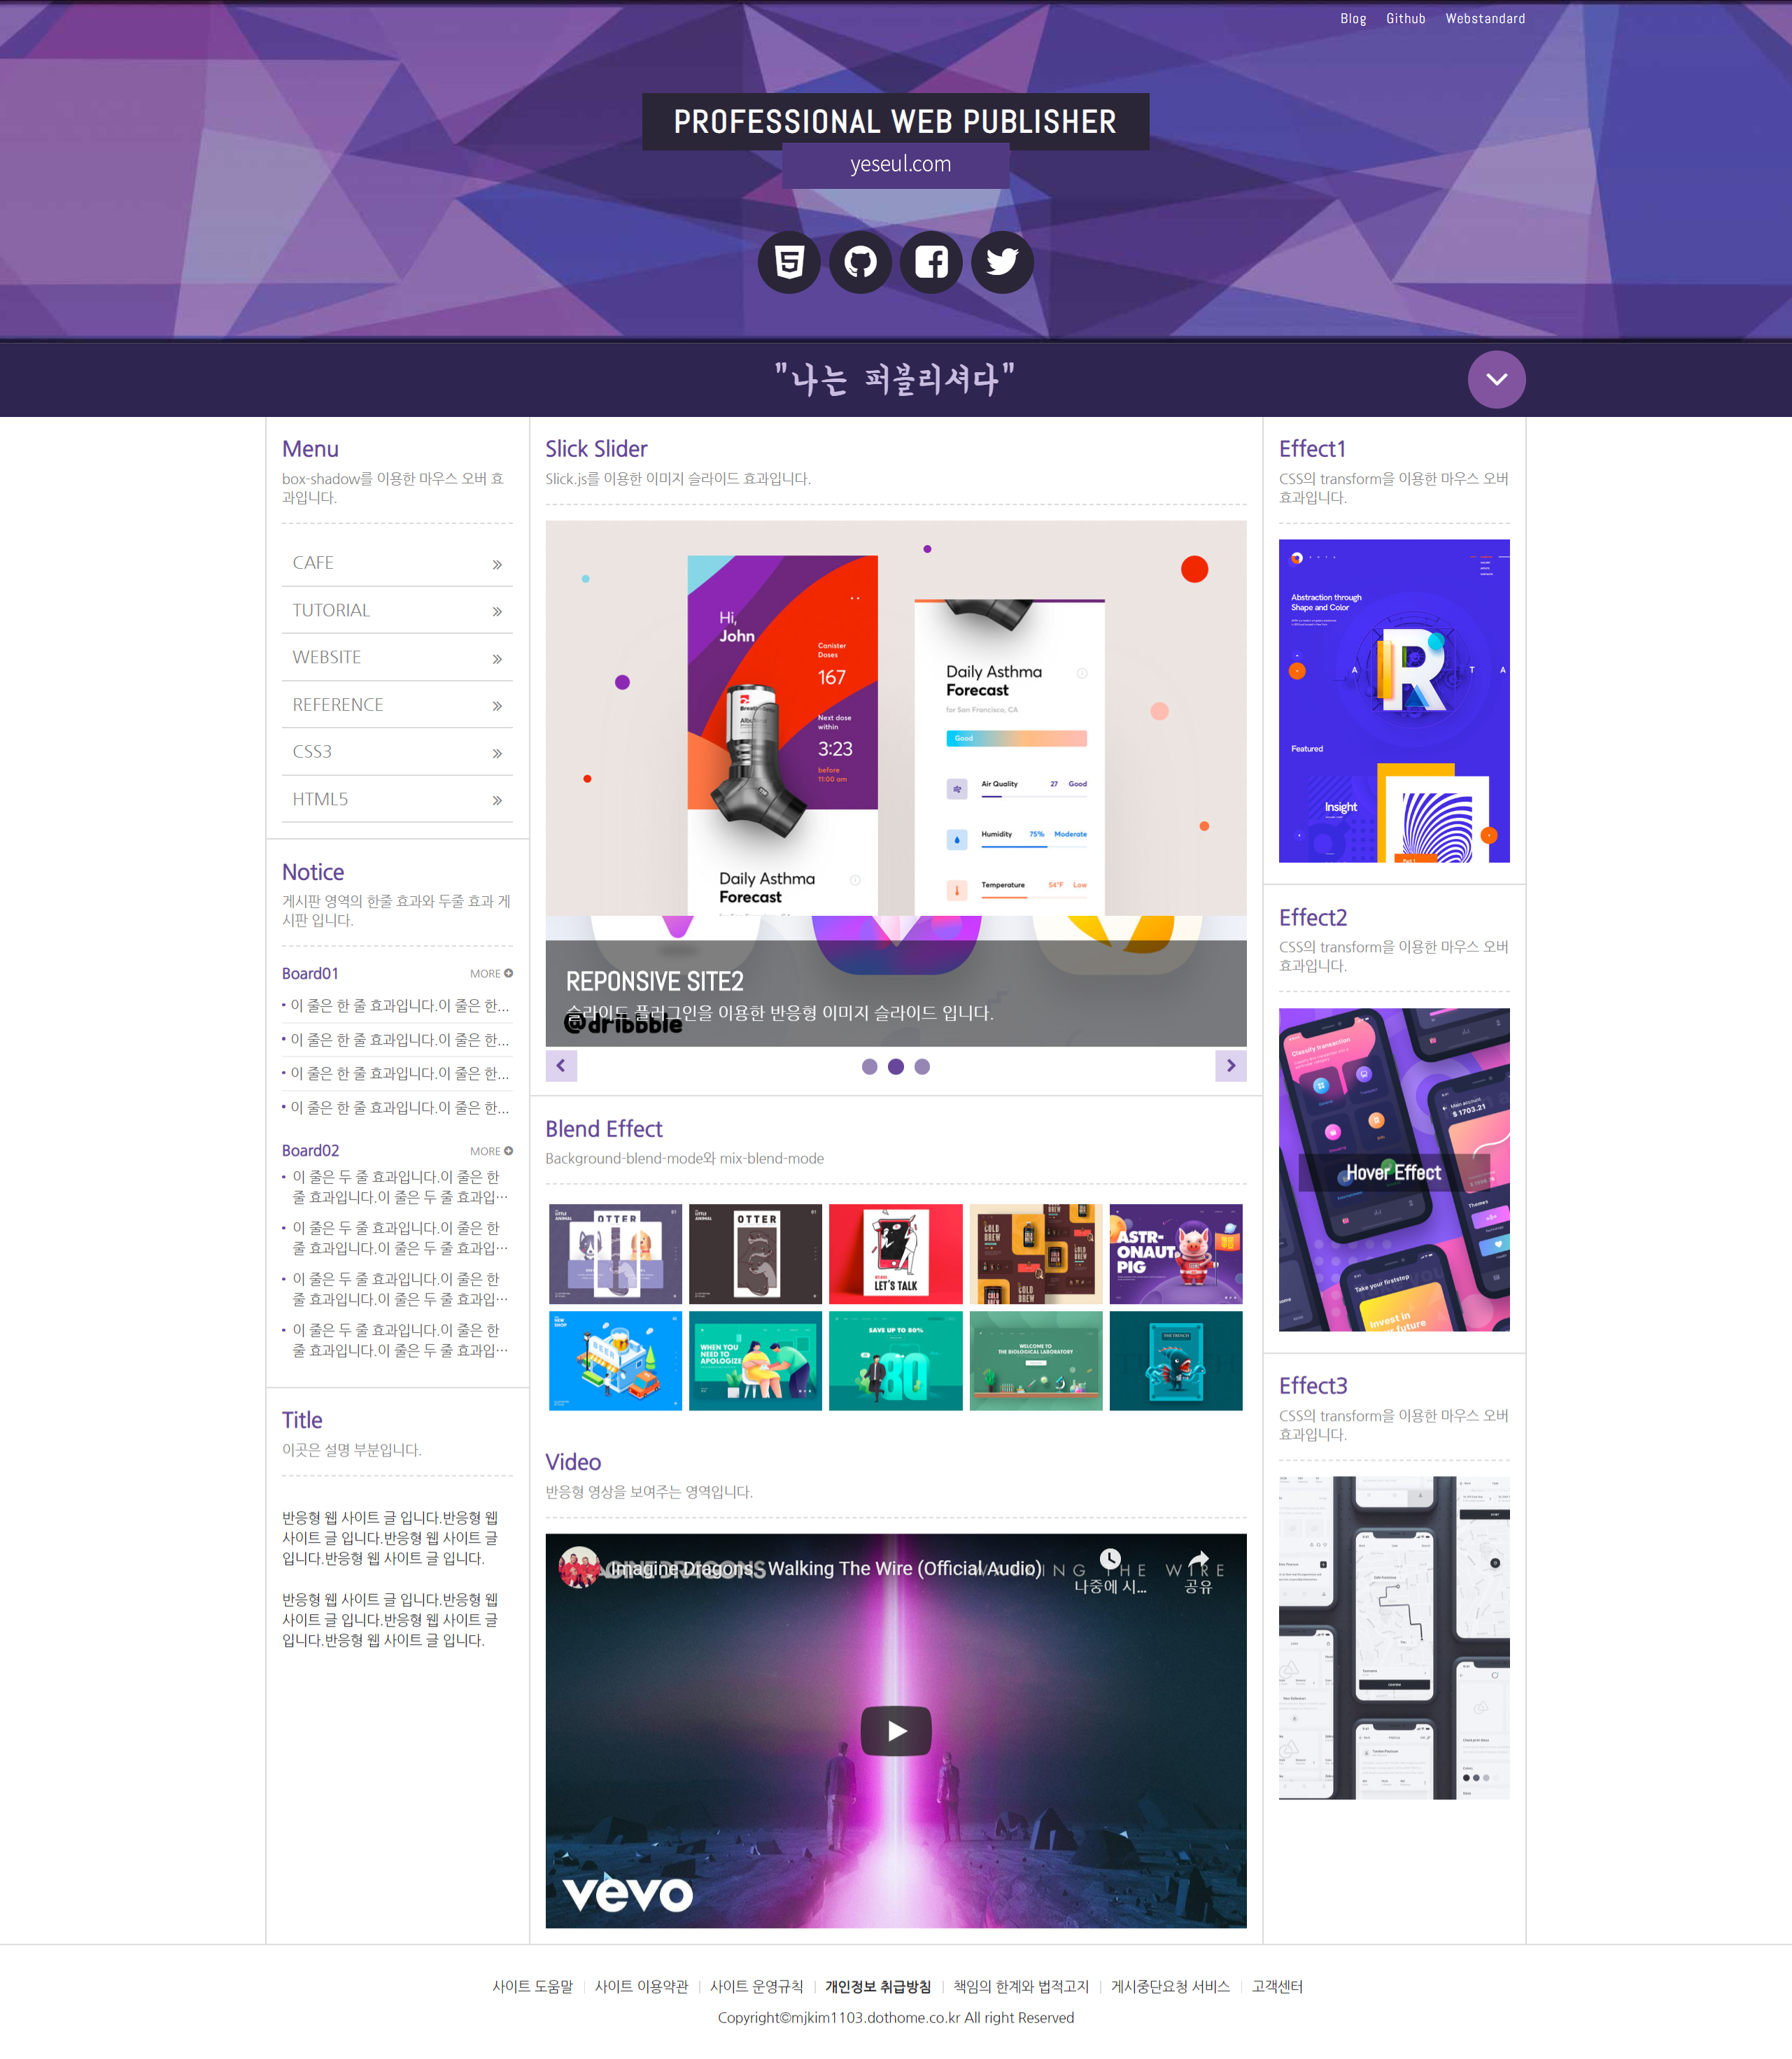 Blog Github Webstandard
PROFESSIONAL WEB PUBLISHER
yeseul.com
"나는 퍼블리셔다"
Menu
box-shadow를 이용한 마우스 오버 효
과입니다.
CAFE
TUTORIAL
WEBSITE
REFERENCE
CSS3
HTML5
Notice
게시판 영역의 한줄 효과와 두줄 효과 게
시판 입니다.
Board01 MORE
이 줄은 한 줄 효과입니다.이 줄은 한...
이 줄은 한 줄 효과입니다.이 줄은 한...
이 줄은 한 줄 효과입니다.이 줄은 한...
이 줄은 한 줄 효과입니다.이 줄은 한...
Board02 MORE
이 줄은 두 줄 효과입니다.이 줄은 한
줄 효과입니다.이 줄은 두 줄 효과입...
이 줄은 두 줄 효과입니다.이 줄은 한
줄 효과입니다.이 줄은 두 줄 효과입...
이 줄은 두 줄 효과입니다.이 줄은 한
줄 효과입니다.이 줄은 두 줄 효과입...
이 줄은 두 줄 효과입니다.이 줄은 한
줄 효과입니다.이 줄은 두 줄 효과입...
Title
이곳은 설명 부분입니다.
반응형 웹 사이트 글 입니다.반응형 웹
사이트 글 입니다.반응형 웹 사이트 글
입니다.반응형 웹 사이트 글 입니다.
반응형 웹 사이트 글 입니다.반응형 웹
사이트 글 입니다.반응형 웹 사이트 글
입니다.반응형 웹 사이트 글 입니다.
Slick Slider
Slick.js를 이용한 이미지 슬라이드 효과입니다.
Hi,
John
Canister
Doses
167
Next dose
within
3:23
before
11:00 am
Daily Asthma
Forecast
Daily Asthma
Forecast
for San Francisco, CA
Good
Air Quality 27 Good
Humidity 75% Moderate
Temperature 54°F Low
REPONSIVE SITE2
슬라이드 플러그인을 이용한 반응형 이미지 슬라이드 입니다.
@dribbble
Blend Effect
Background-blend-mode와 mix-blend-mode
OTTER
OTTER
LET'S TALK
COLD
BREW
ASTR-
ONAUT
PIG
BEER
WHEN YOU
NEED TO
APOLOGIZE
SAVE UP TO 80%
80
WELCOME TO
THE BIOLOGICAL LABORATORY
THE TRENCH
Video
반응형 영상을 보여주는 영역입니다.
Imagine Dragons - Walking The Wire (Official Audio)
나중에 시... 공유
vevo
Effect1
CSS의 transform을 이용한 마우스 오버
효과입니다.
Abstraction through
Shape and Color
A R T A
Featured
Insight
Effect2
CSS의 transform을 이용한 마우스 오버
효과입니다.
Classify transaction
Main account
$ 1703.21
Hover Effect
Themes
Take your firststep
Invest in
your future
Effect3
CSS의 transform을 이용한 마우스 오버
효과입니다.
사이트 도움말 사이트 이용약관 사이트 운영규칙 개인정보 취급방침 책임의 한계와 법적고지 게시중단요청 서비스 고객센터
Copyright©mjkim1103.dothome.co.kr All right Reserved